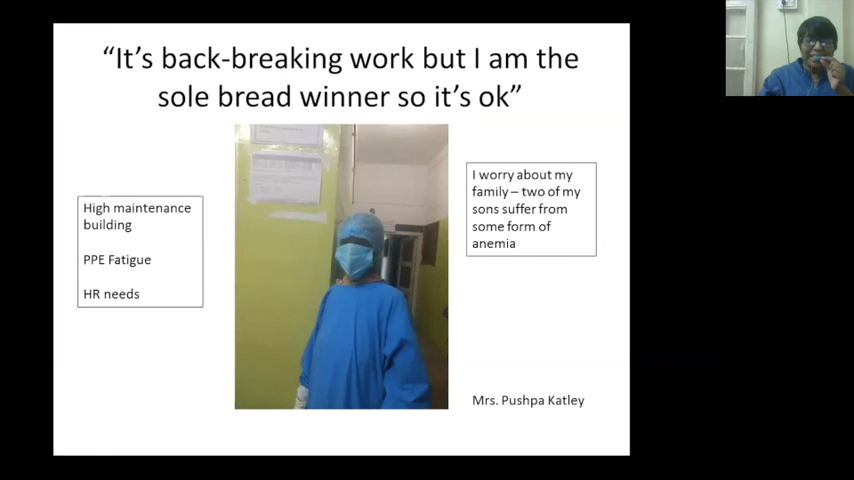 “It’s back-breaking work but I am the
sole bread winner so it’s ok”
High maintenance
building
PPE Fatigue
HR needs
I worry about my
family – two of my
sons suffer from
some form of
anemia
Mrs. Pushpa Katley